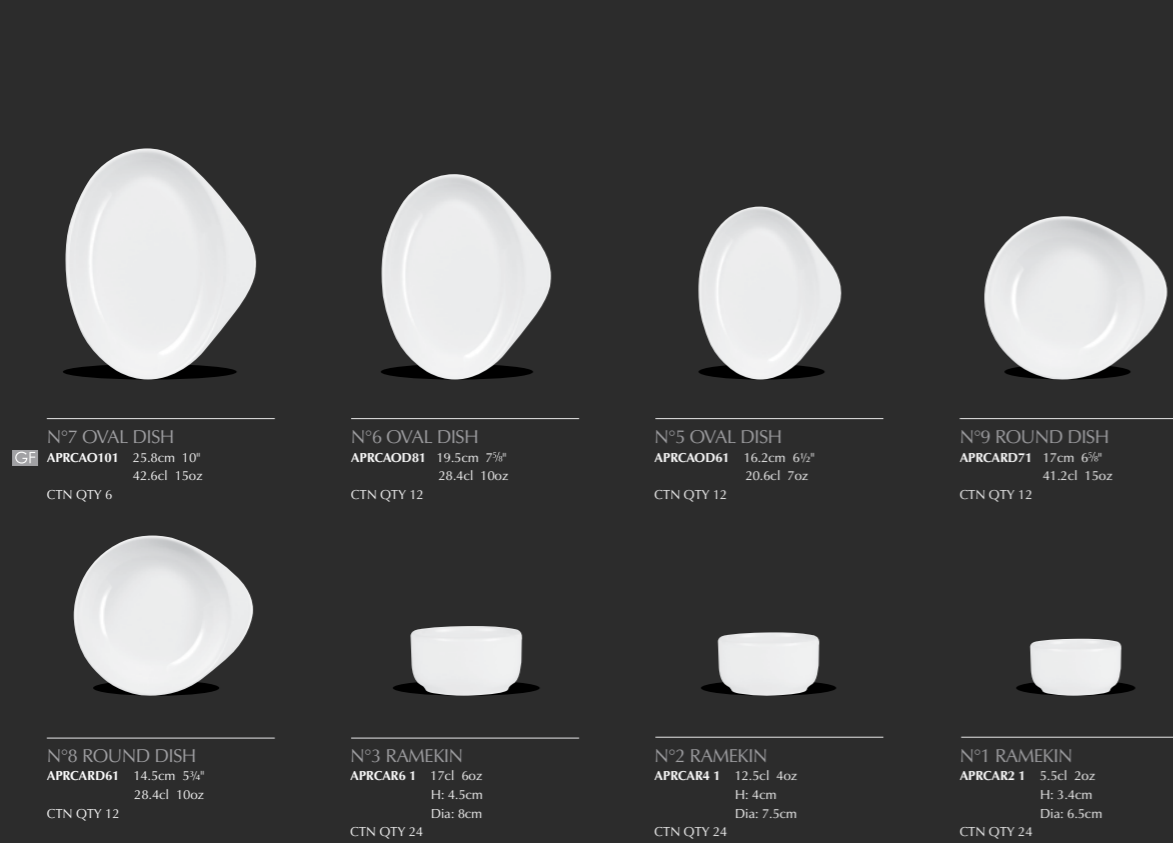 N°7 OVAL DISH
GF APRCAO101 25.8cm 10"
42.6cl 15oz
CTN QTY 6
N°6 OVAL DISH
APRCAOD81 19.5cm 7⅝"
28.4cl 10oz
CTN QTY 12
N°5 OVAL DISH
APRCAOD61 16.2cm 6½"
20.6cl 7oz
CTN QTY 12
N°9 ROUND DISH
APRCARD71 17cm 6⅝"
41.2cl 15oz
CTN QTY 12
N°8 ROUND DISH
APRCARD61 14.5cm 5¾"
28.4cl 10oz
CTN QTY 12
N°3 RAMEKIN
APRCAR6 1 17cl 6oz
H: 4.5cm
Dia: 8cm
CTN QTY 24
N°2 RAMEKIN
APRCAR4 1 12.5cl 4oz
H: 4cm
Dia: 7.5cm
CTN QTY 24
N°1 RAMEKIN
APRCAR2 1 5.5cl 2oz
H: 3.4cm
Dia: 6.5cm
CTN QTY 24